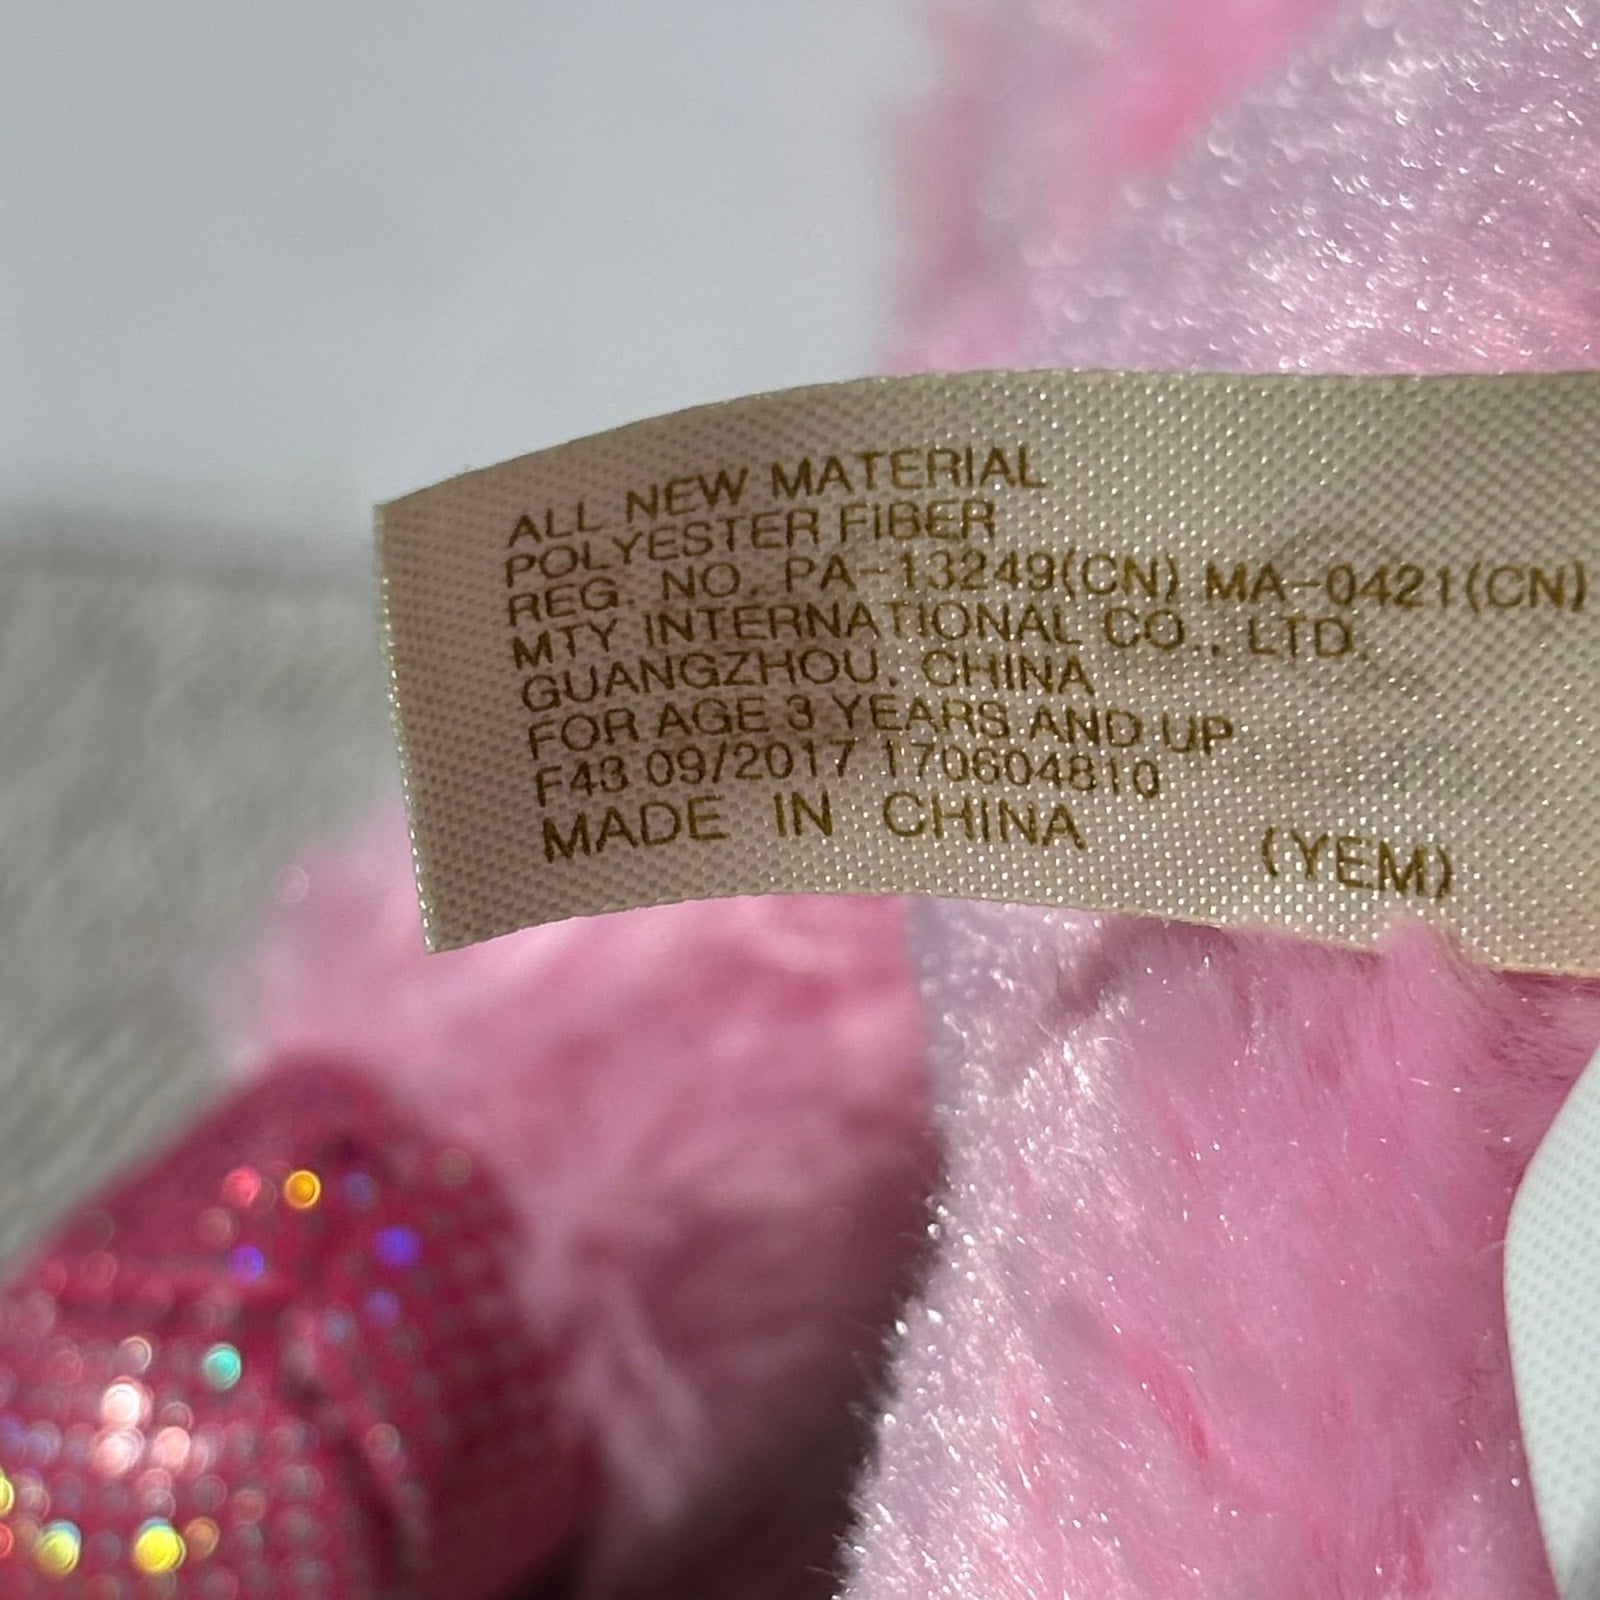 ALL NEW MATERIAL
POLYESTER FIBER
REG. NO. PA-13249(CN) MA-0421(CN)
MTY INTERNATIONAL CO., LTD.
GUANGZHOU, CHINA
FOR AGE 3 YEARS AND UP
F43 09/2017 170604810
MADE IN CHINA
(YEM)